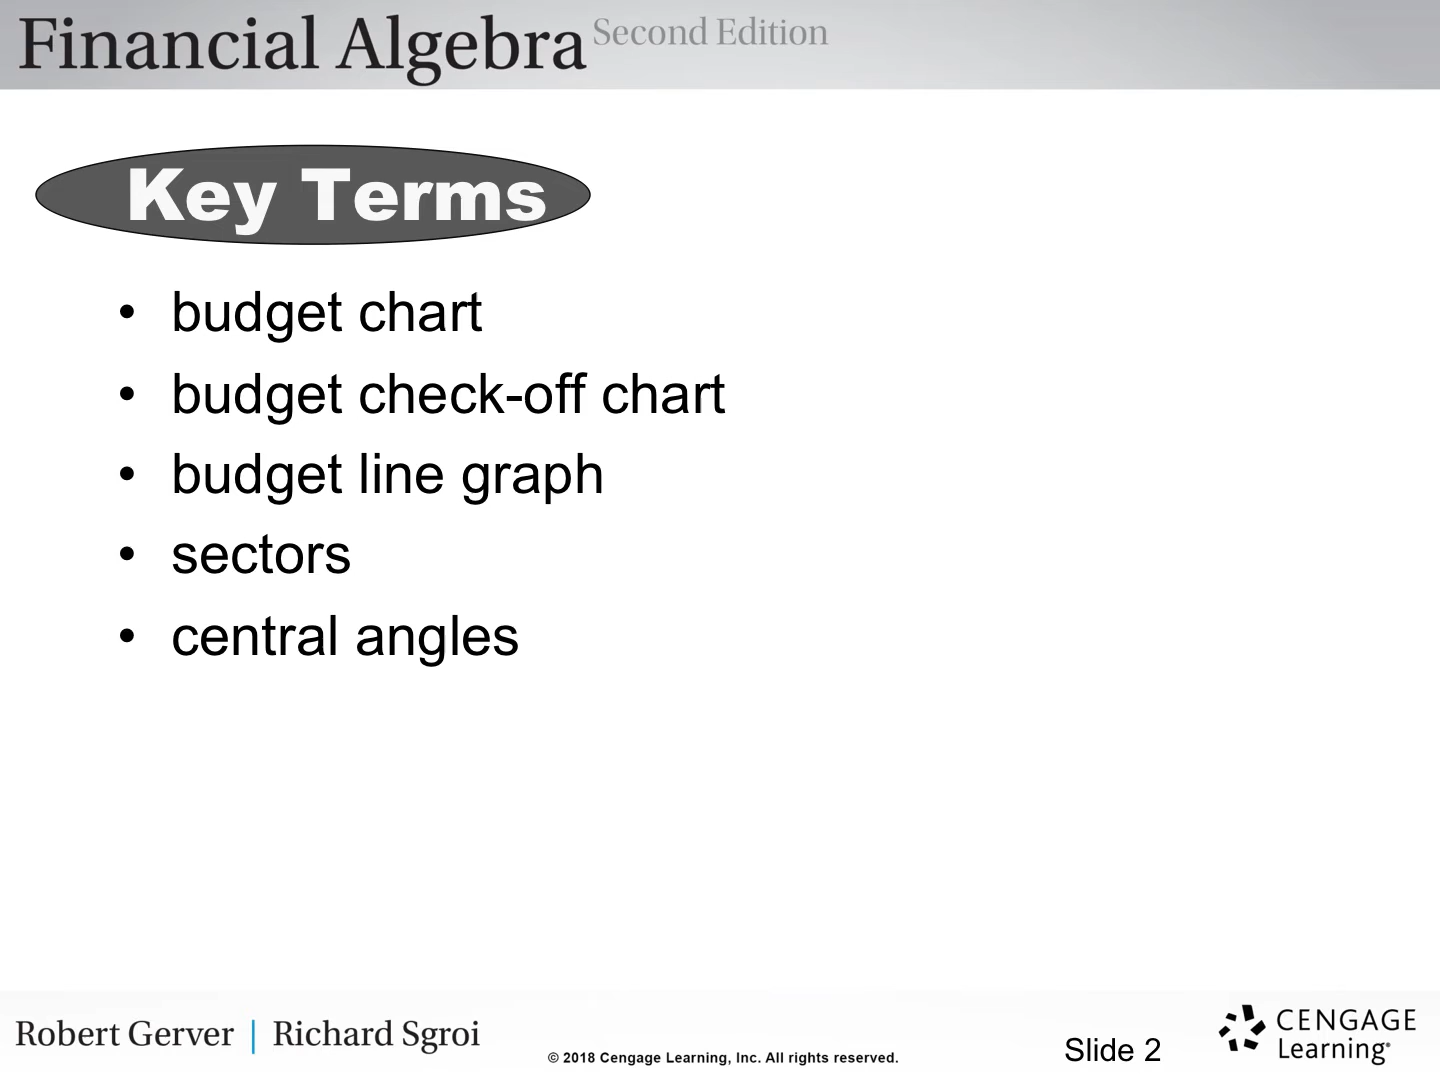 Financial Algebra Second Edition
Key Terms
• budget chart
• budget check-off chart
• budget line graph
• sectors
• central angles
Robert Gerver | Richard Sgroi
© 2018 Cengage Learning, Inc. All rights reserved.
Slide 2
CENGAGE
Learning®